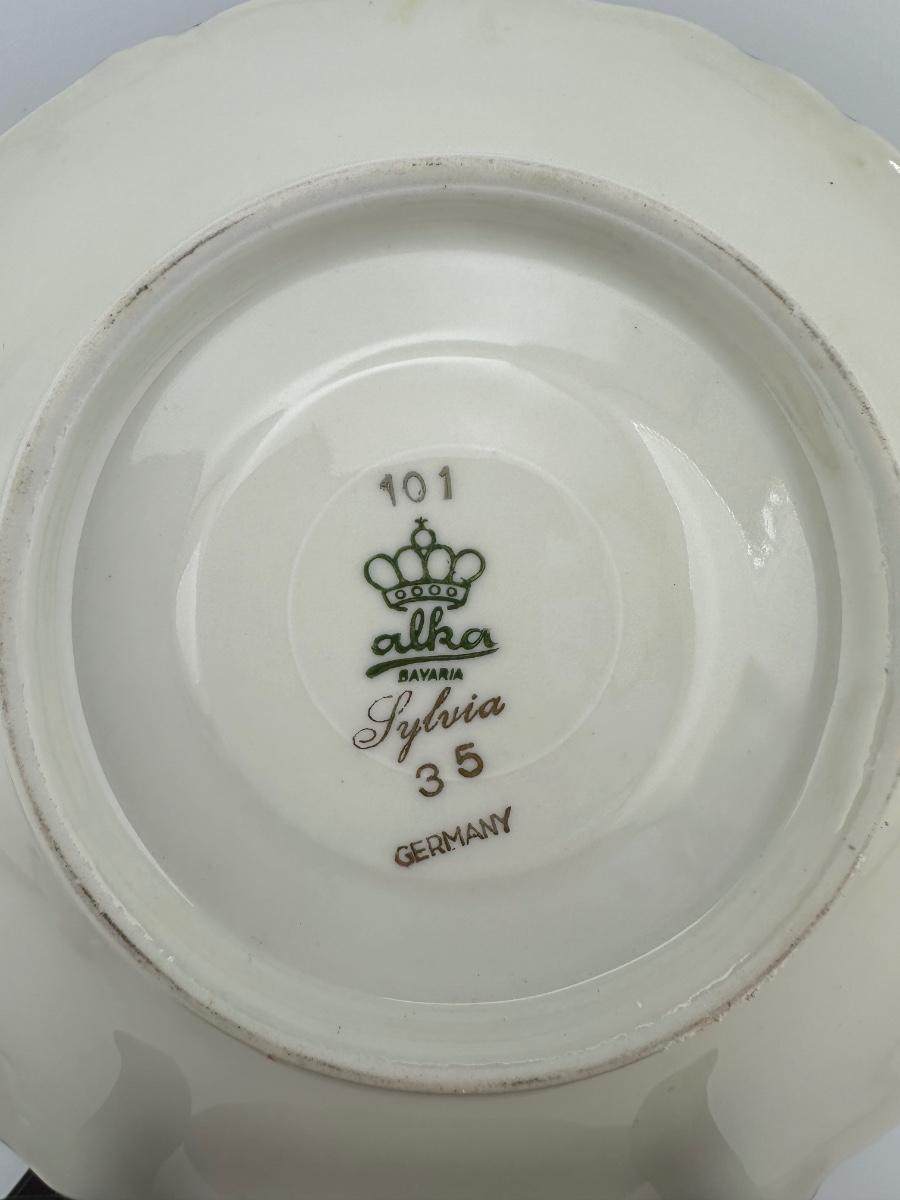 101
alka
BAVARIA
Sylvia
35
GERMANY